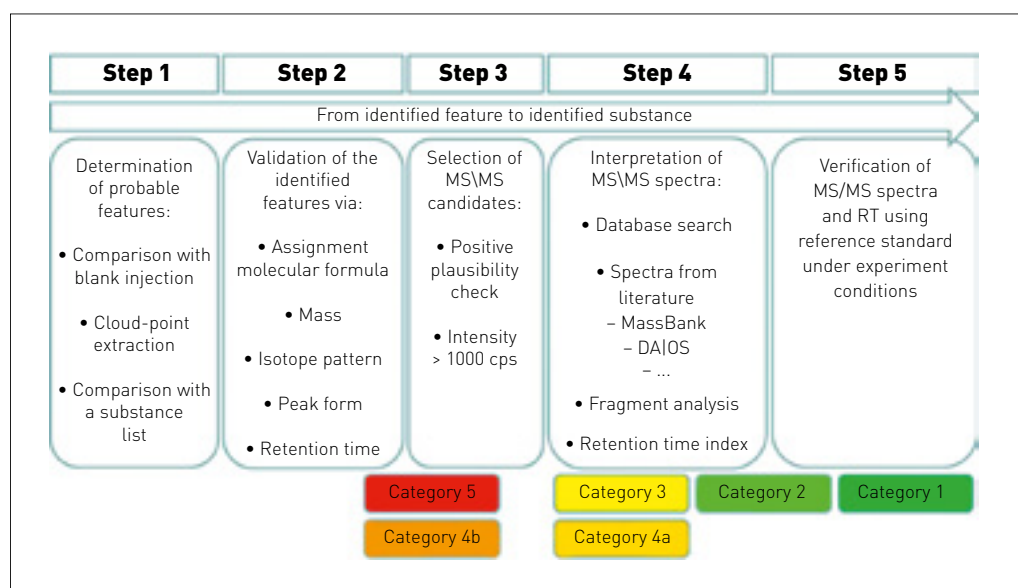 Step 1
Step 2
Step 3
Step 4
Step 5
From identified feature to identified substance
Determination
of probable
features:
• Comparison with
blank injection
• Cloud-point
extraction
• Comparison with
a substance
list
Validation of the
identified
features via:
• Assignment
molecular formula
• Mass
• Isotope pattern
• Peak form
• Retention time
Selection of
MS\MS
candidates:
• Positive
plausibility
check
• Intensity
> 1000 cps
Interpretation of
MS\MS spectra:
• Database search
• Spectra from
literature
– MassBank
– DA|OS
– ...
• Fragment analysis
• Retention time index
Verification of
MS/MS spectra
and RT using
reference standard
under experiment
conditions
Category 5
Category 3
Category 2
Category 1
Category 4b
Category 4a